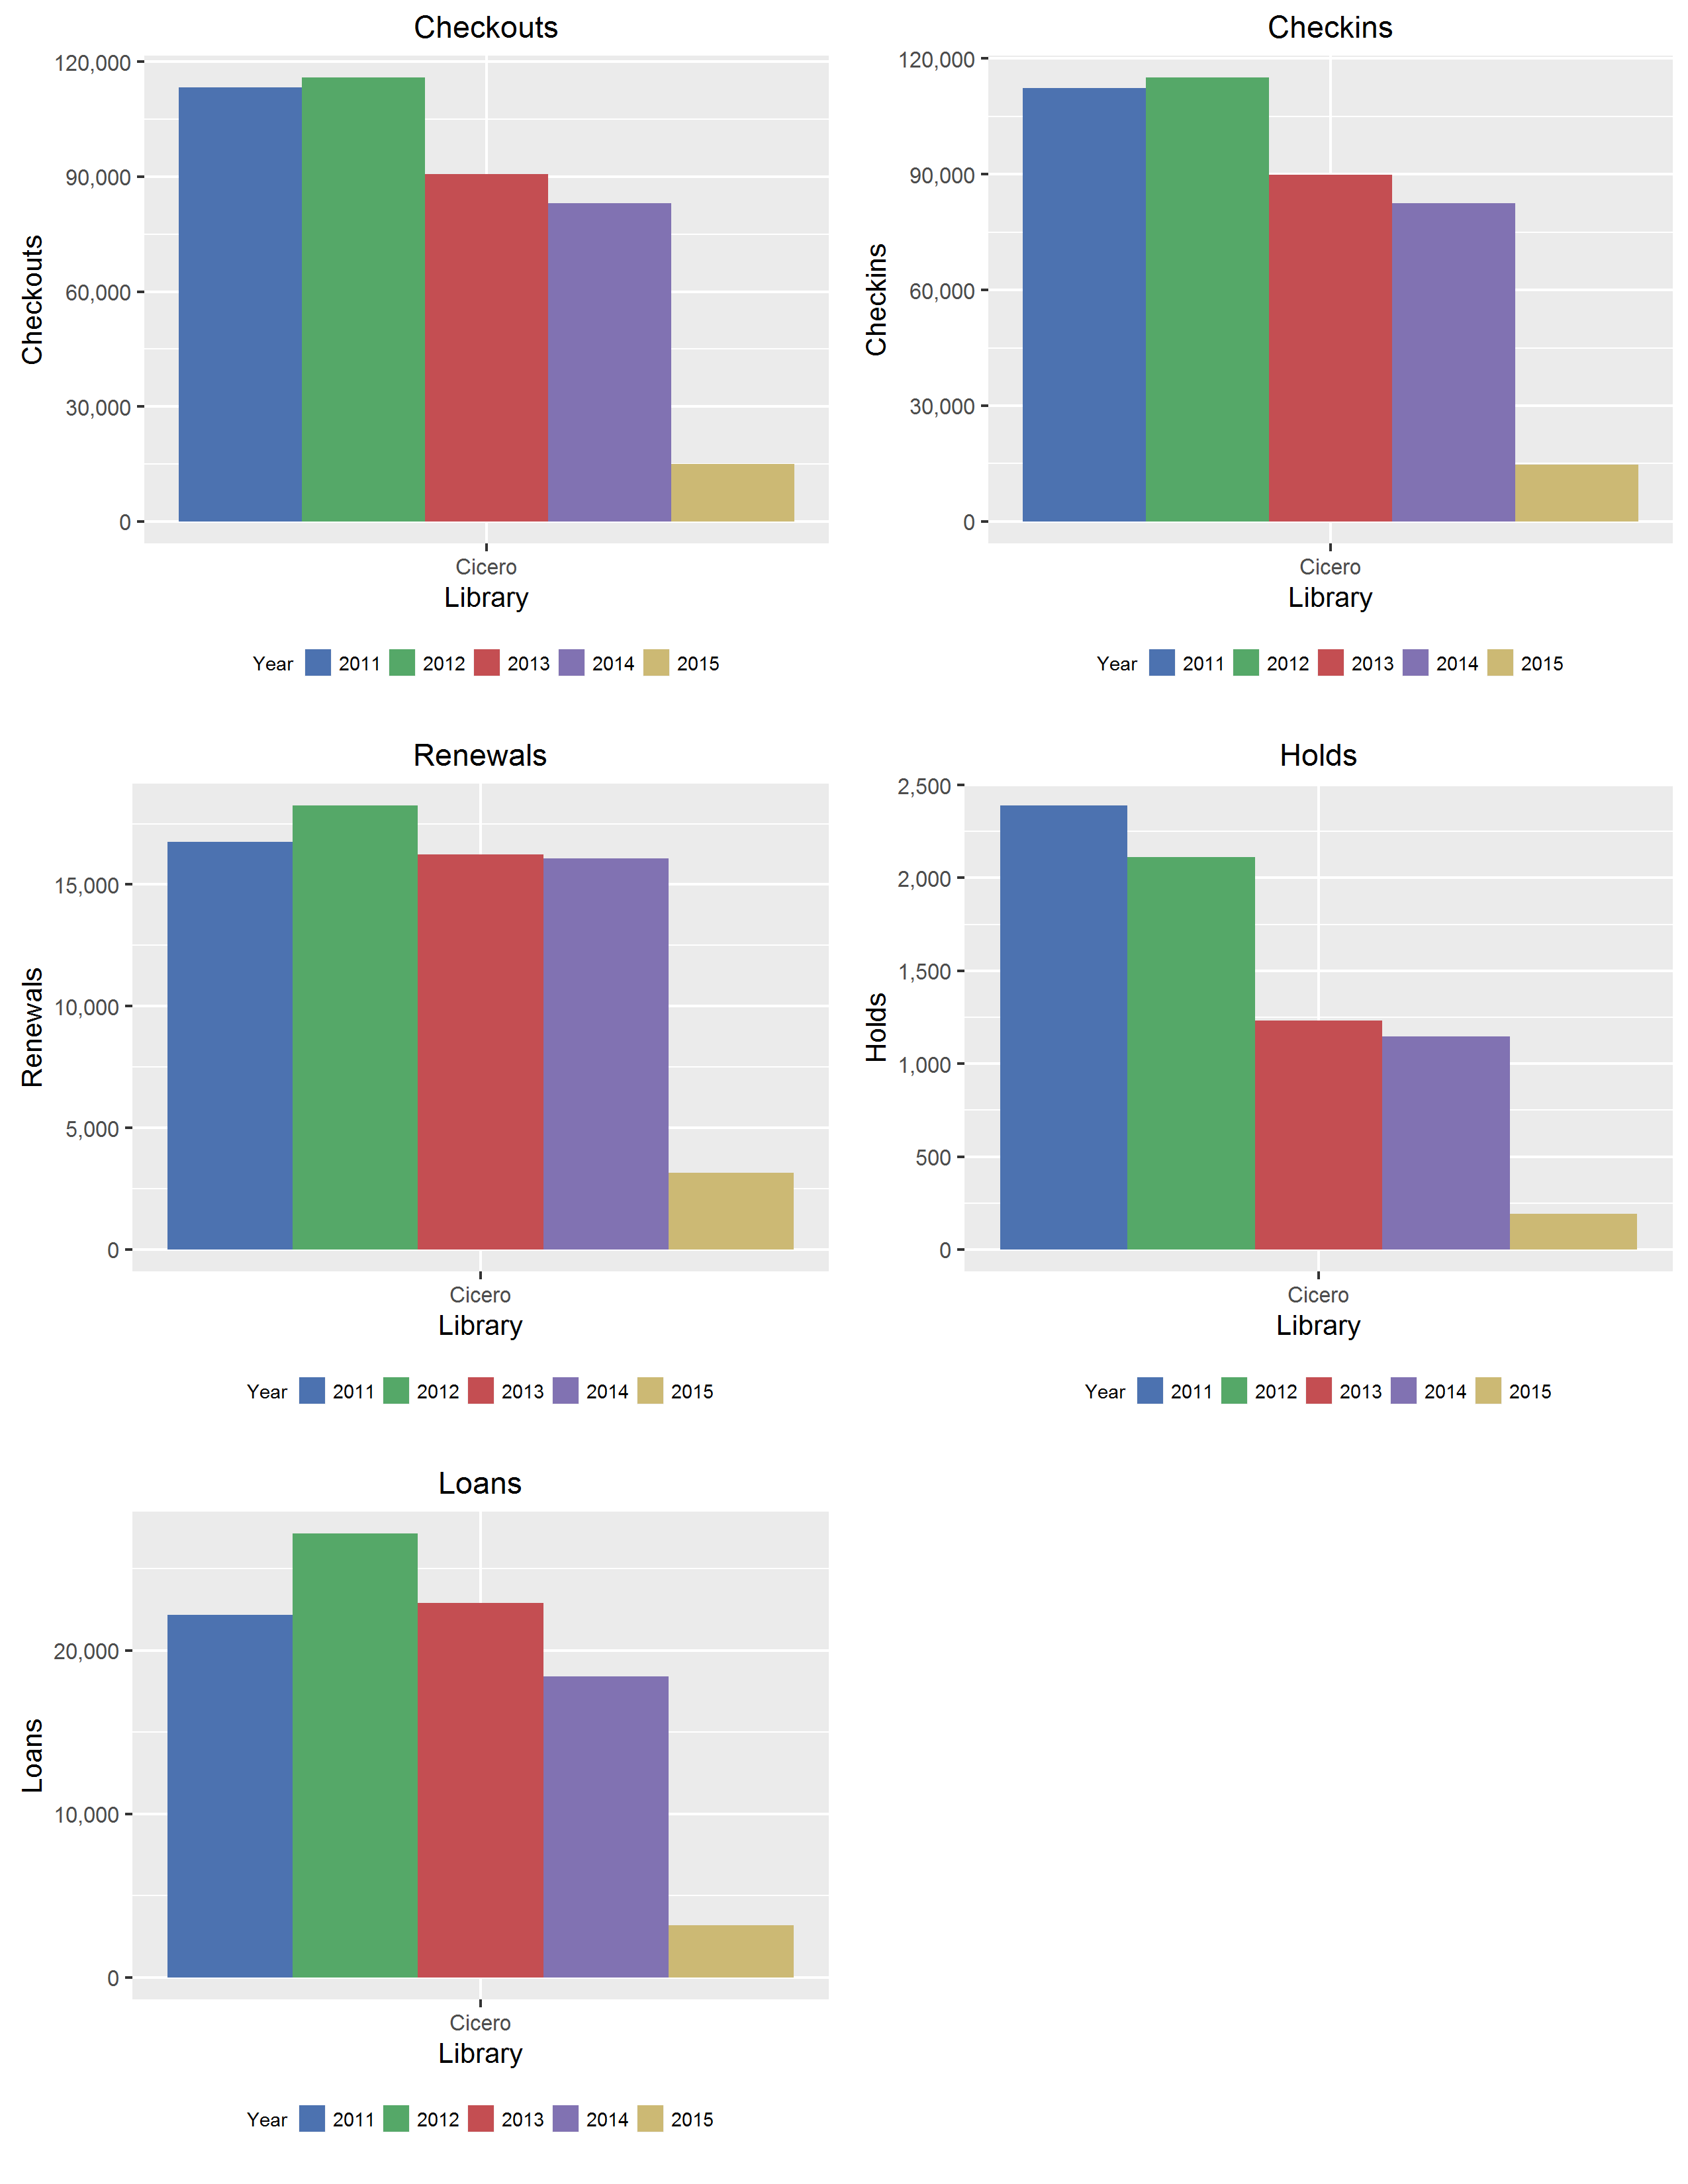 Checkouts
120,000
90,000
60,000
30,000
0
Checkouts
Cicero
Library
Year 2011 2012 2013 2014 2015
Checkins
120,000
90,000
60,000
30,000
0
Checkins
Cicero
Library
Year 2011 2012 2013 2014 2015
Renewals
15,000
10,000
5,000
0
Renewals
Cicero
Library
Year 2011 2012 2013 2014 2015
Holds
2,500
2,000
1,500
1,000
500
0
Holds
Cicero
Library
Year 2011 2012 2013 2014 2015
Loans
20,000
10,000
0
Loans
Cicero
Library
Year 2011 2012 2013 2014 2015